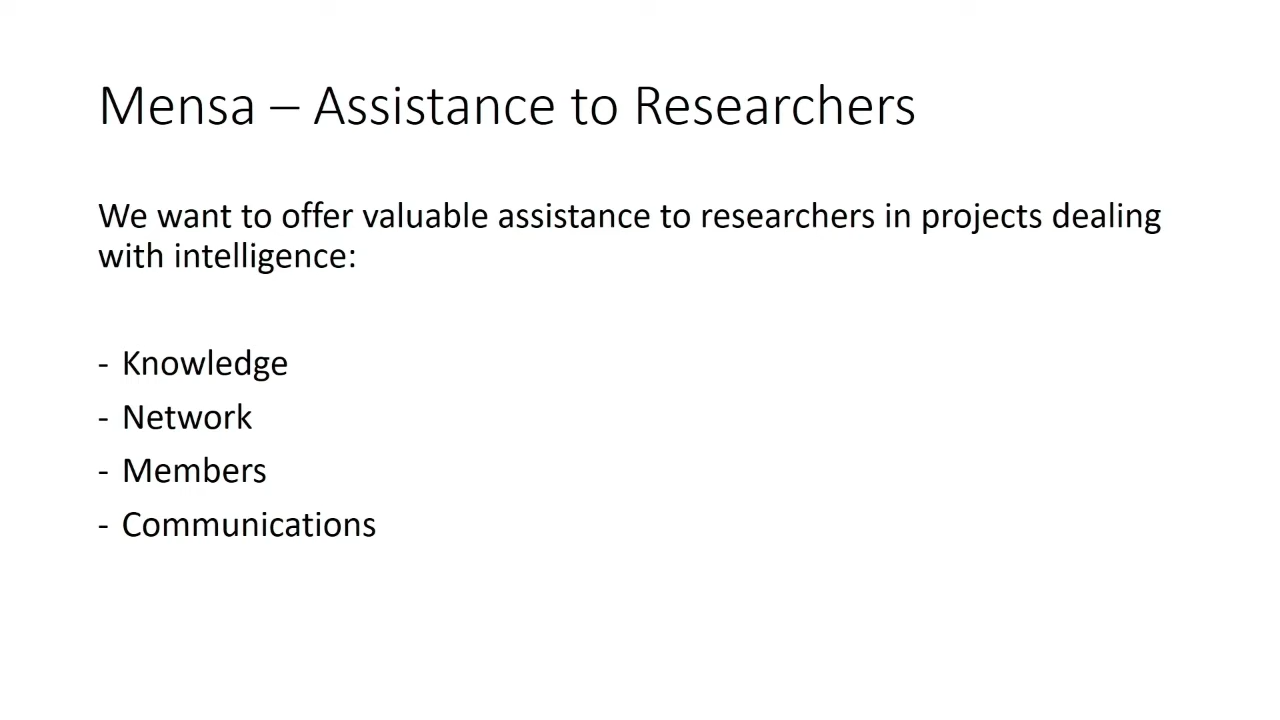 Mensa – Assistance to Researchers
We want to offer valuable assistance to researchers in projects dealing
with intelligence:
- Knowledge
- Network
- Members
- Communications